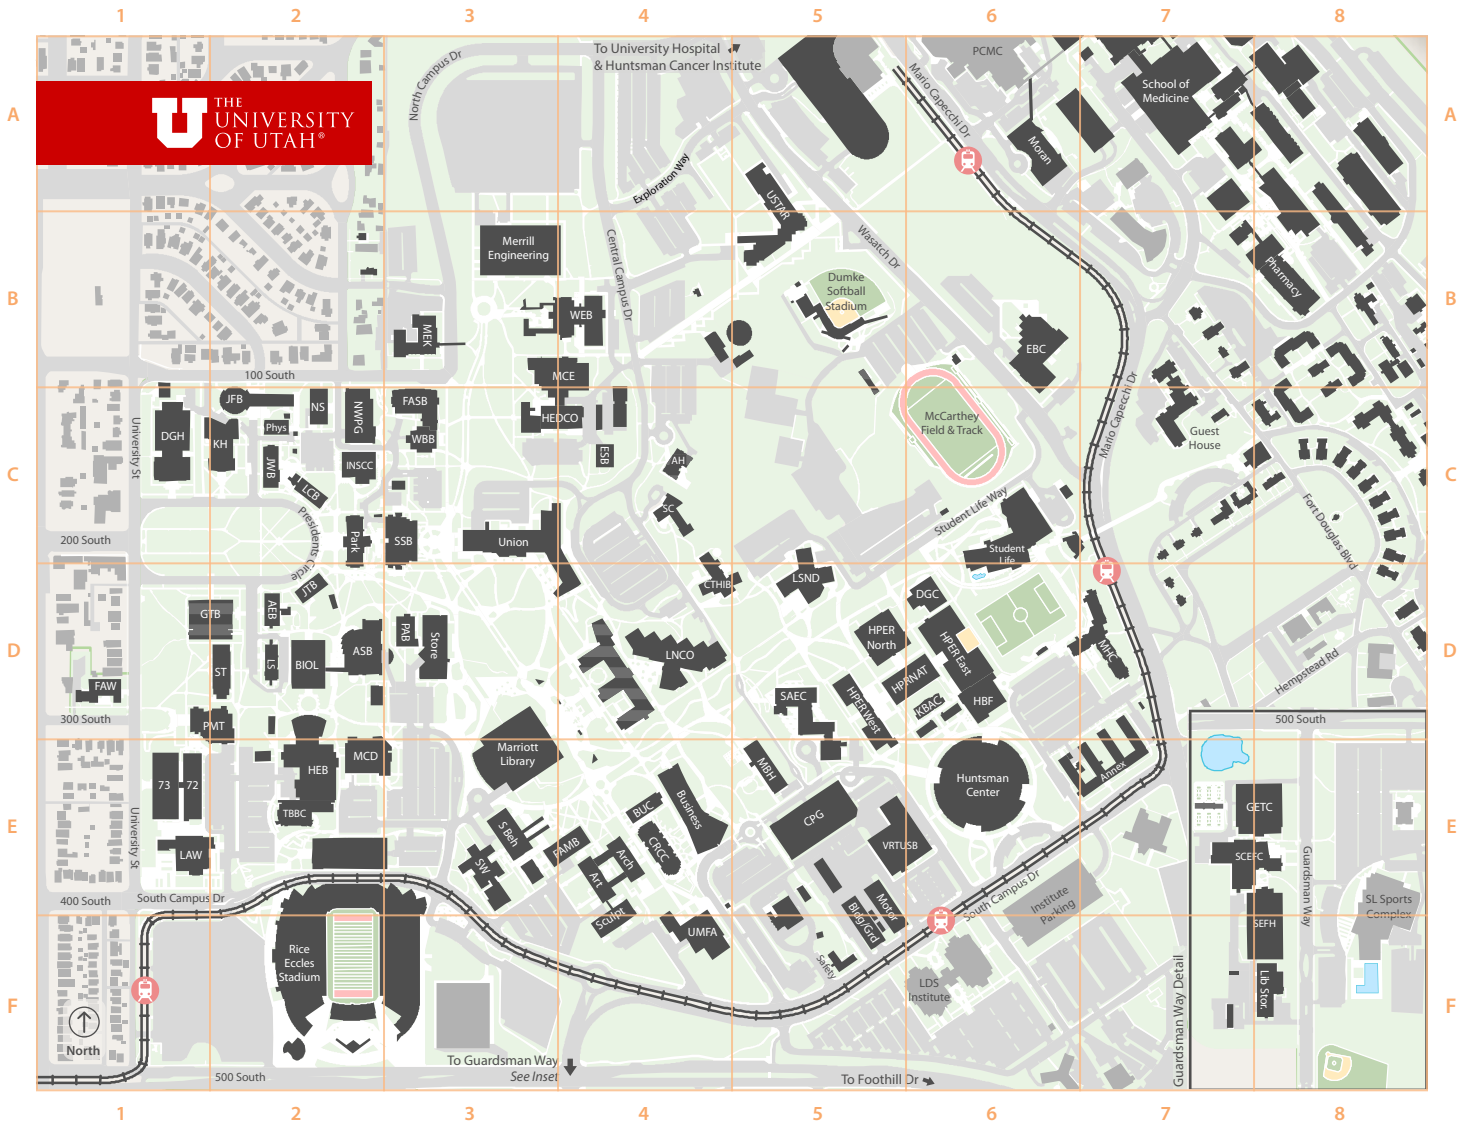 1 2 3 4 5 6 7 8
To University Hospital
& Huntsman Cancer Institute
PCMC
North Campus Dr
Mario Capecchi Dr
School of
Medicine
A
A
THE
UNIVERSITY
OF UTAH®
Moran
Exploration Way
USTAR
Merrill
Engineering
Central Campus Dr
Wasatch Dr
Pharmacy
Dumke
Softball
Stadium
B
B
WEB
MEK
EBC
MCE
100 South
Mario Capecchi Dr
JFB
NS
NWPG
FASB
HEDCO
McCarthey
Field & Track
Guest
House
University St
DGH
KH
Phys
WBB
ESB
AH
JWB
INSCC
LCB
C
C
SC
Student Life Way
Fort Douglas Blvd
Presidents Circle
200 South
Park
SSB
Union
Student
Life
CTHIB
LSND
JTB
DGC
GTB
AEB
PAB
Store
HPER
North
HPER East
D
D
ST
LS
BIOL
ASB
LNCO
MHC
Hempstead Rd
FAW
HPRNAT
SAEC
HPER West
KBAC
HBF
300 South
PMT
500 South
Marriott
Library
MCD
HEB
MBH
Huntsman
Center
Annex
73
72
TBBC
BUC
Business
CPG
GETC
University St
S Beh
E
E
LAW
PAMB
CRCC
VRTUSB
SCEFC
SW
Arch
Art
Guardsman Way
South Campus Dr
400 South
Sculpt
Motor
Bldg/Grd
South Campus Dr
Institute
Parking
SL Sports
Complex
SEFH
UMFA
Rice
Eccles
Stadium
Safety
LDS
Institute
Lib Stor.
F
F
Guardsman Way Detail
North
To Guardsman Way
See Inset
500 South
To Foothill Dr
1 2 3 4 5 6 7 8